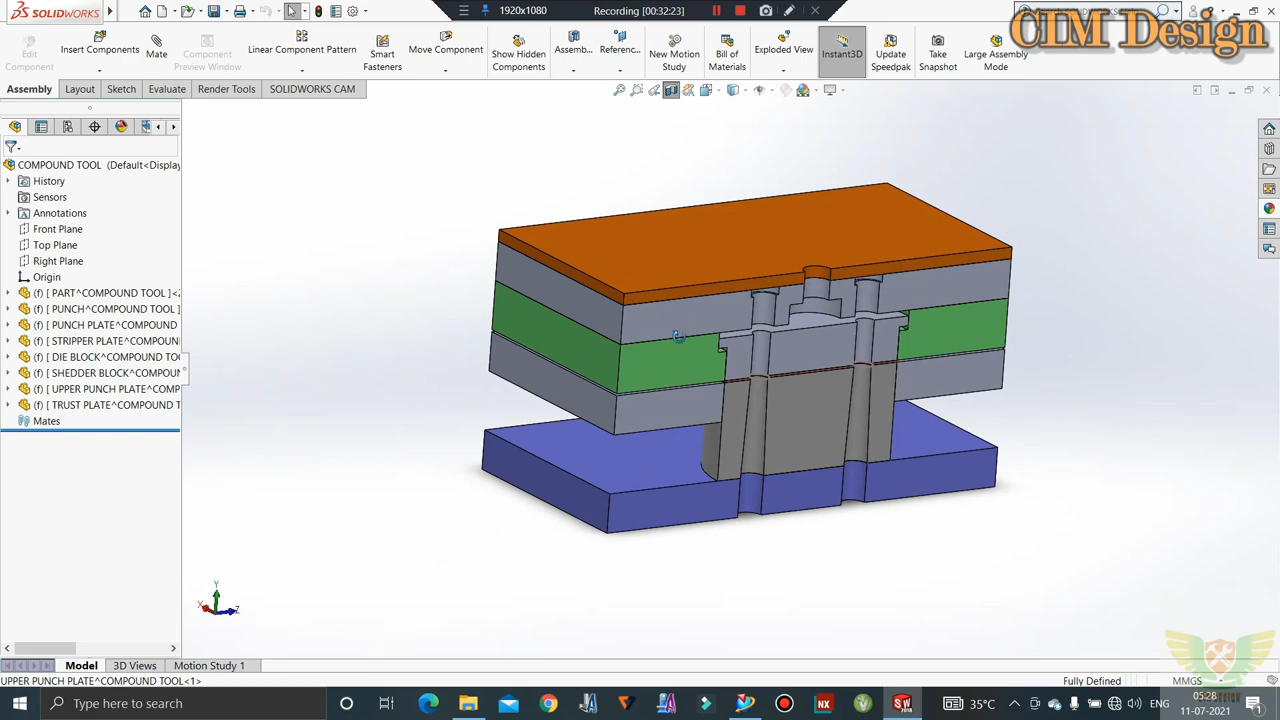 SOLIDWORKS
1920x1080
Recording [00:32:23]
CIM Design
Edit Component
Insert Components
Mate
Component Preview Window
Linear Component Pattern
Smart Fasteners
Move Component
Show Hidden Components
Assemb...
Referenc...
New Motion Study
Bill of Materials
Exploded View
Instant3D
Update Speedpak
Take Snapshot
Large Assembly Mode
Assembly
Layout
Sketch
Evaluate
Render Tools
SOLIDWORKS CAM
COMPOUND TOOL (Default<Display
History
Sensors
Annotations
Front Plane
Top Plane
Right Plane
Origin
(f) [ PART^COMPOUND TOOL ]<2
(f) [ PUNCH^COMPOUND TOOL ]
(f) [ PUNCH PLATE^COMPOUND
(f) [ STRIPPER PLATE^COMPOUND
(f) [ DIE BLOCK^COMPOUND TO
(f) [ SHEDDER BLOCK^COMPOUN
(f) [ UPPER PUNCH PLATE^COMP
(f) [ TRUST PLATE^COMPOUND T
Mates
Y
X
Z
Model
3D Views
Motion Study 1
UPPER PUNCH PLATE^COMPOUND TOOL<1>
Fully Defined
MMGS
Type here to search
35°C
ENG
05:28
11-07-2021